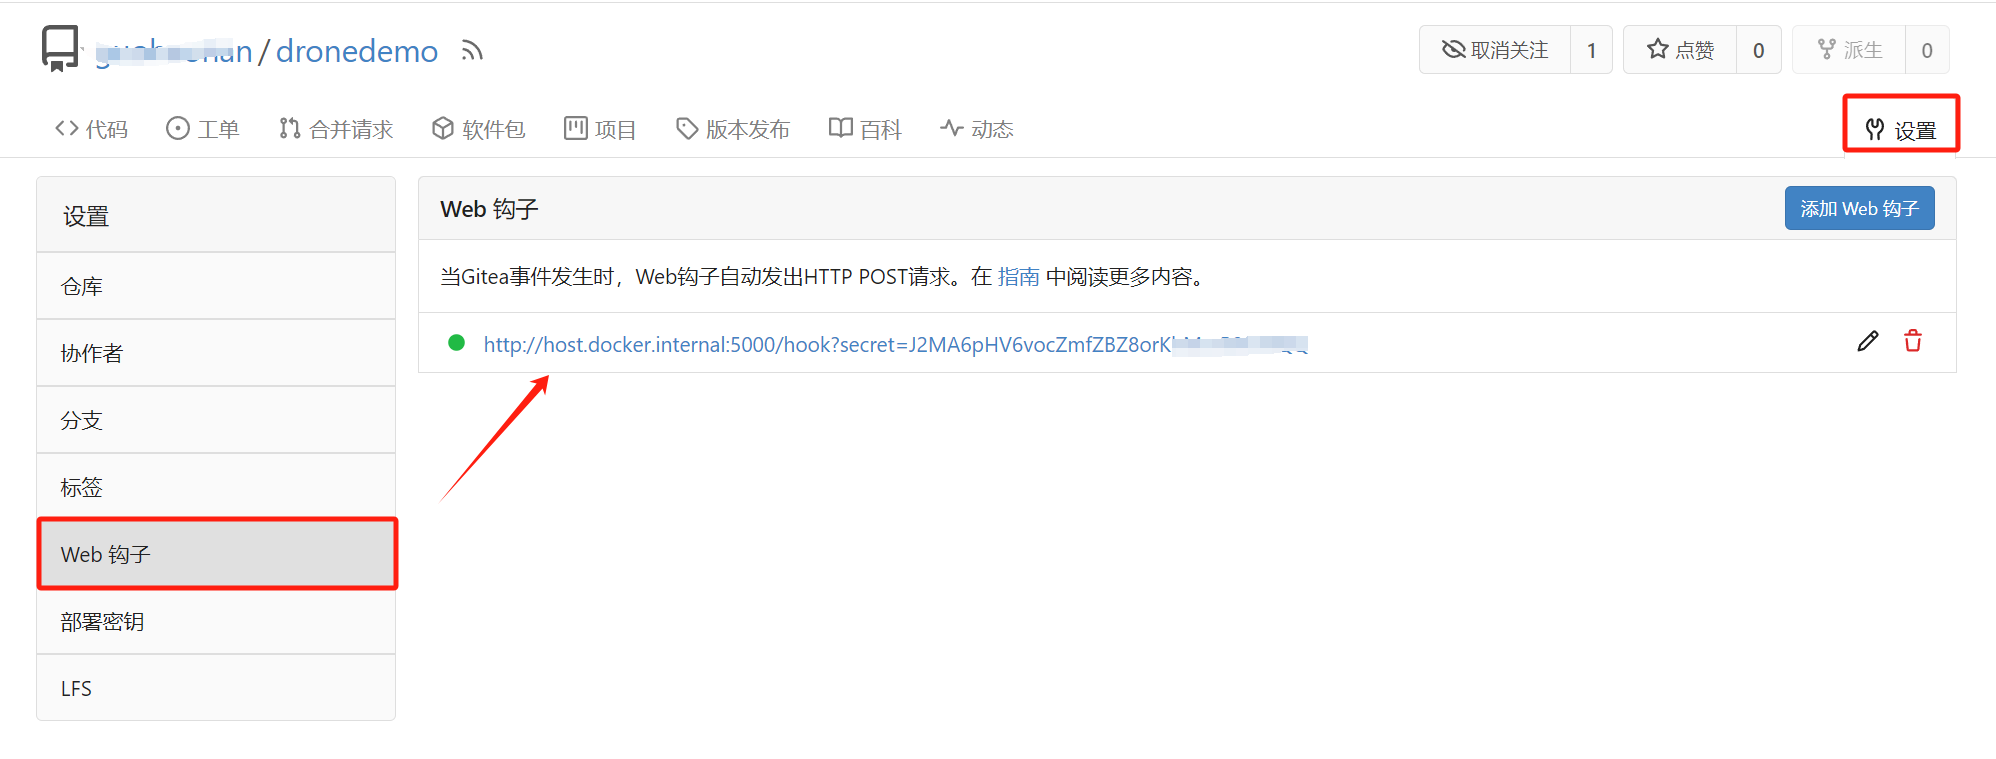 / dronedemo
取消关注 1 点赞 0 派生 0
代码 工单 合并请求 软件包 项目 版本发布 百科 动态 设置
设置
仓库
协作者
分支
标签
Web 钩子
部署密钥
LFS
Web 钩子 添加 Web 钩子
当Gitea事件发生时，Web钩子自动发出HTTP POST请求。在 指南 中阅读更多内容。
http://host.docker.internal:5000/hook?secret=J2MA6pHV6vocZmfZBZ8orK